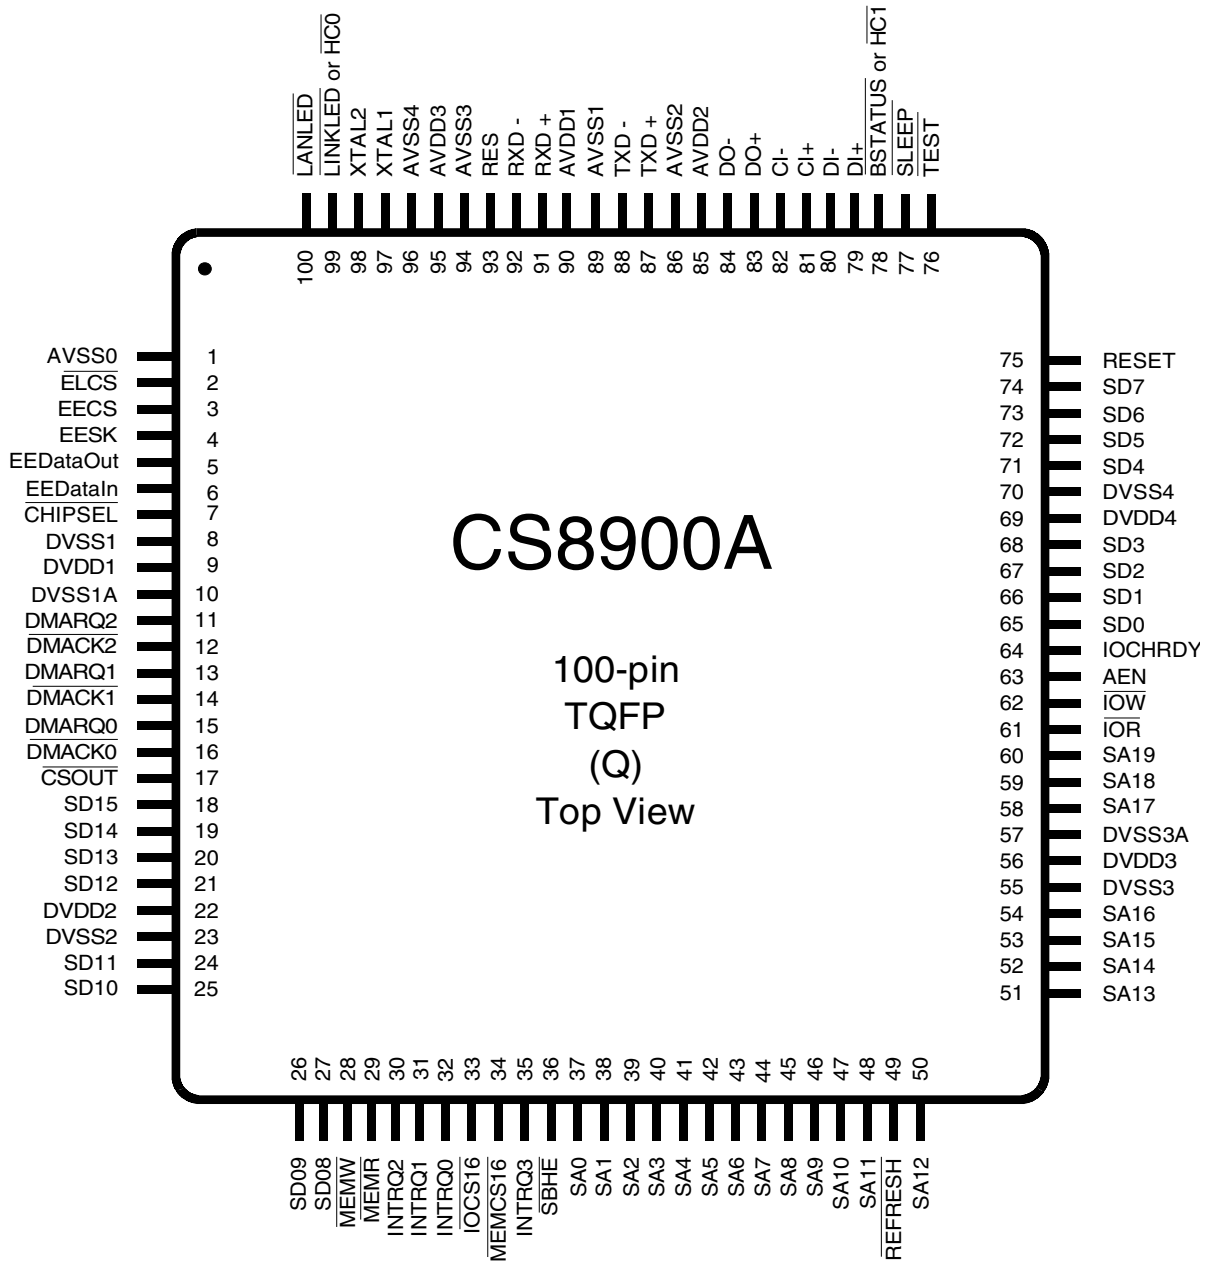 LANLED
LINKLED or HC0
XTAL2
XTAL1
AVSS4
AVDD3
AVSS3
RES
RXD -
RXD +
AVDD1
AVSS1
TXD -
TXD +
AVSS2
AVDD2
DO-
DO+
CI-
CI+
DI-
DI+
BSTATUS or HC1
SLEEP
TEST
100
99
98
97
96
95
94
93
92
91
90
89
88
87
86
85
84
83
82
81
80
79
78
77
76
AVSS0 1
ELCS 2
EECS 3
EESK 4
EEDataOut 5
EEDataIn 6
CHIPSEL 7
DVSS1 8
DVDD1 9
DVSS1A 10
DMARQ2 11
DMACK2 12
DMARQ1 13
DMACK1 14
DMARQ0 15
DMACK0 16
CSOUT 17
SD15 18
SD14 19
SD13 20
SD12 21
DVDD2 22
DVSS2 23
SD11 24
SD10 25
CS8900A
100-pin
TQFP
(Q)
Top View
75 RESET
74 SD7
73 SD6
72 SD5
71 SD4
70 DVSS4
69 DVDD4
68 SD3
67 SD2
66 SD1
65 SD0
64 IOCHRDY
63 AEN
62 IOW
61 IOR
60 SA19
59 SA18
58 SA17
57 DVSS3A
56 DVDD3
55 DVSS3
54 SA16
53 SA15
52 SA14
51 SA13
26
27
28
29
30
31
32
33
34
35
36
37
38
39
40
41
42
43
44
45
46
47
48
49
50
SD09
SD08
MEMW
MEMR
INTRQ2
INTRQ1
INTRQ0
IOCS16
MEMCS16
INTRQ3
SBHE
SA0
SA1
SA2
SA3
SA4
SA5
SA6
SA7
SA8
SA9
SA10
SA11
REFRESH
SA12